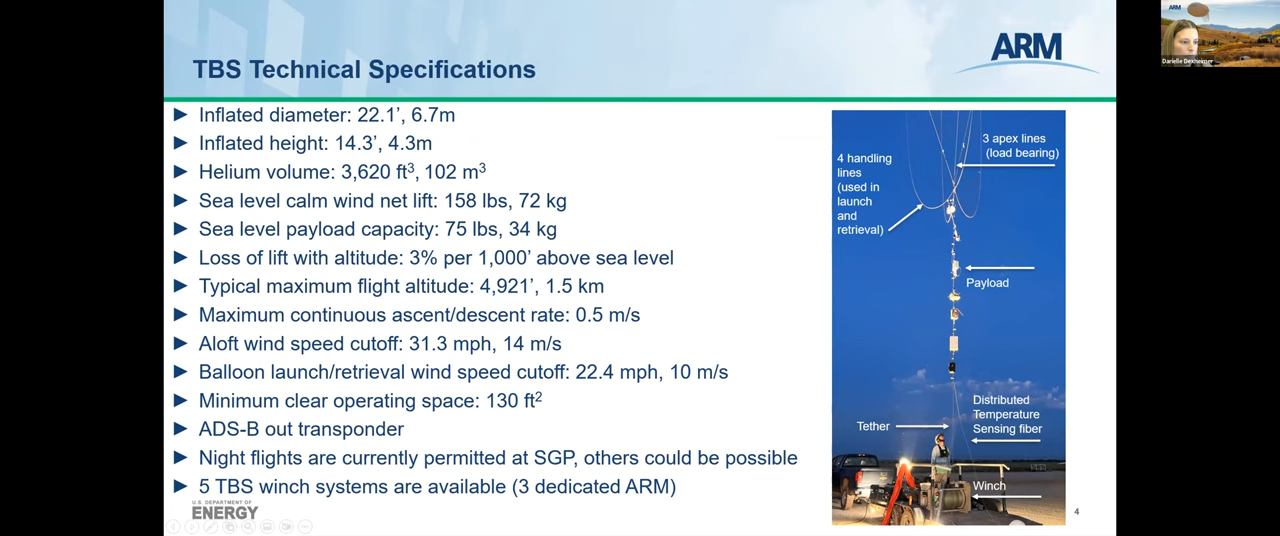 ARM
Darielle Dexheimer
ARM
TBS Technical Specifications
► Inflated diameter: 22.1’, 6.7m
► Inflated height: 14.3’, 4.3m
► Helium volume: 3,620 ft³, 102 m³
► Sea level calm wind net lift: 158 lbs, 72 kg
► Sea level payload capacity: 75 lbs, 34 kg
► Loss of lift with altitude: 3% per 1,000’ above sea level
► Typical maximum flight altitude: 4,921’, 1.5 km
► Maximum continuous ascent/descent rate: 0.5 m/s
► Aloft wind speed cutoff: 31.3 mph, 14 m/s
► Balloon launch/retrieval wind speed cutoff: 22.4 mph, 10 m/s
► Minimum clear operating space: 130 ft²
► ADS-B out transponder
► Night flights are currently permitted at SGP, others could be possible
► 5 TBS winch systems are available (3 dedicated ARM)
3 apex lines
(load bearing)
4 handling
lines
(used in
launch
and
retrieval)
Payload
Distributed
Temperature
Sensing fiber
Tether
Winch
U.S. DEPARTMENT OF
ENERGY
4